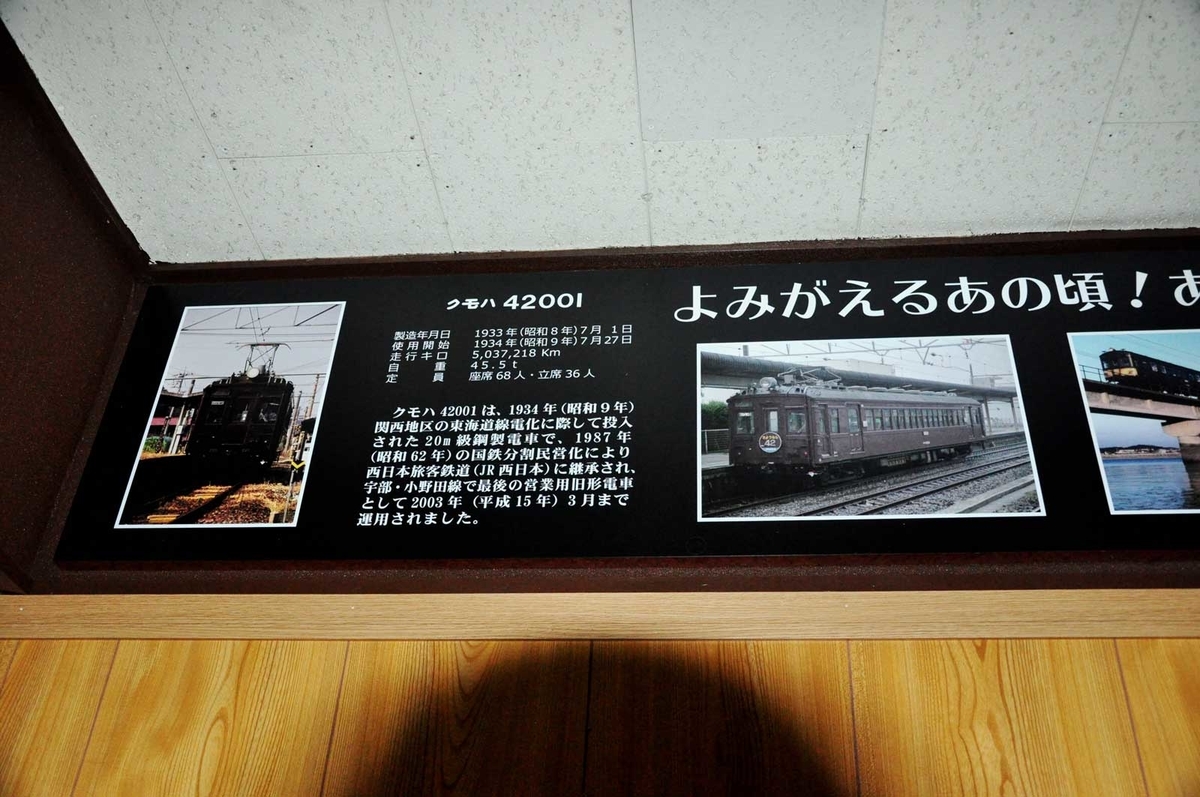 クモハ 42001
製造年月日 1933年(昭和8年)7月 1日
使用開始 1934年(昭和9年)7月27日
走行キロ 5,037,218 Km
自重 45.5t
定員 座席68人・立席36人
クモハ42001は、1934年(昭和9年)
関西地区の東海道線電化に際して投入
された20m級鋼製電車で、1987年
(昭和62年)の国鉄分割民営化により
西日本旅客鉄道(JR西日本)に継承され、
宇部・小野田線で最後の営業用旧形電車
として2003年(平成15年)3月まで
運用されました。
よみがえるあの頃！あ
42